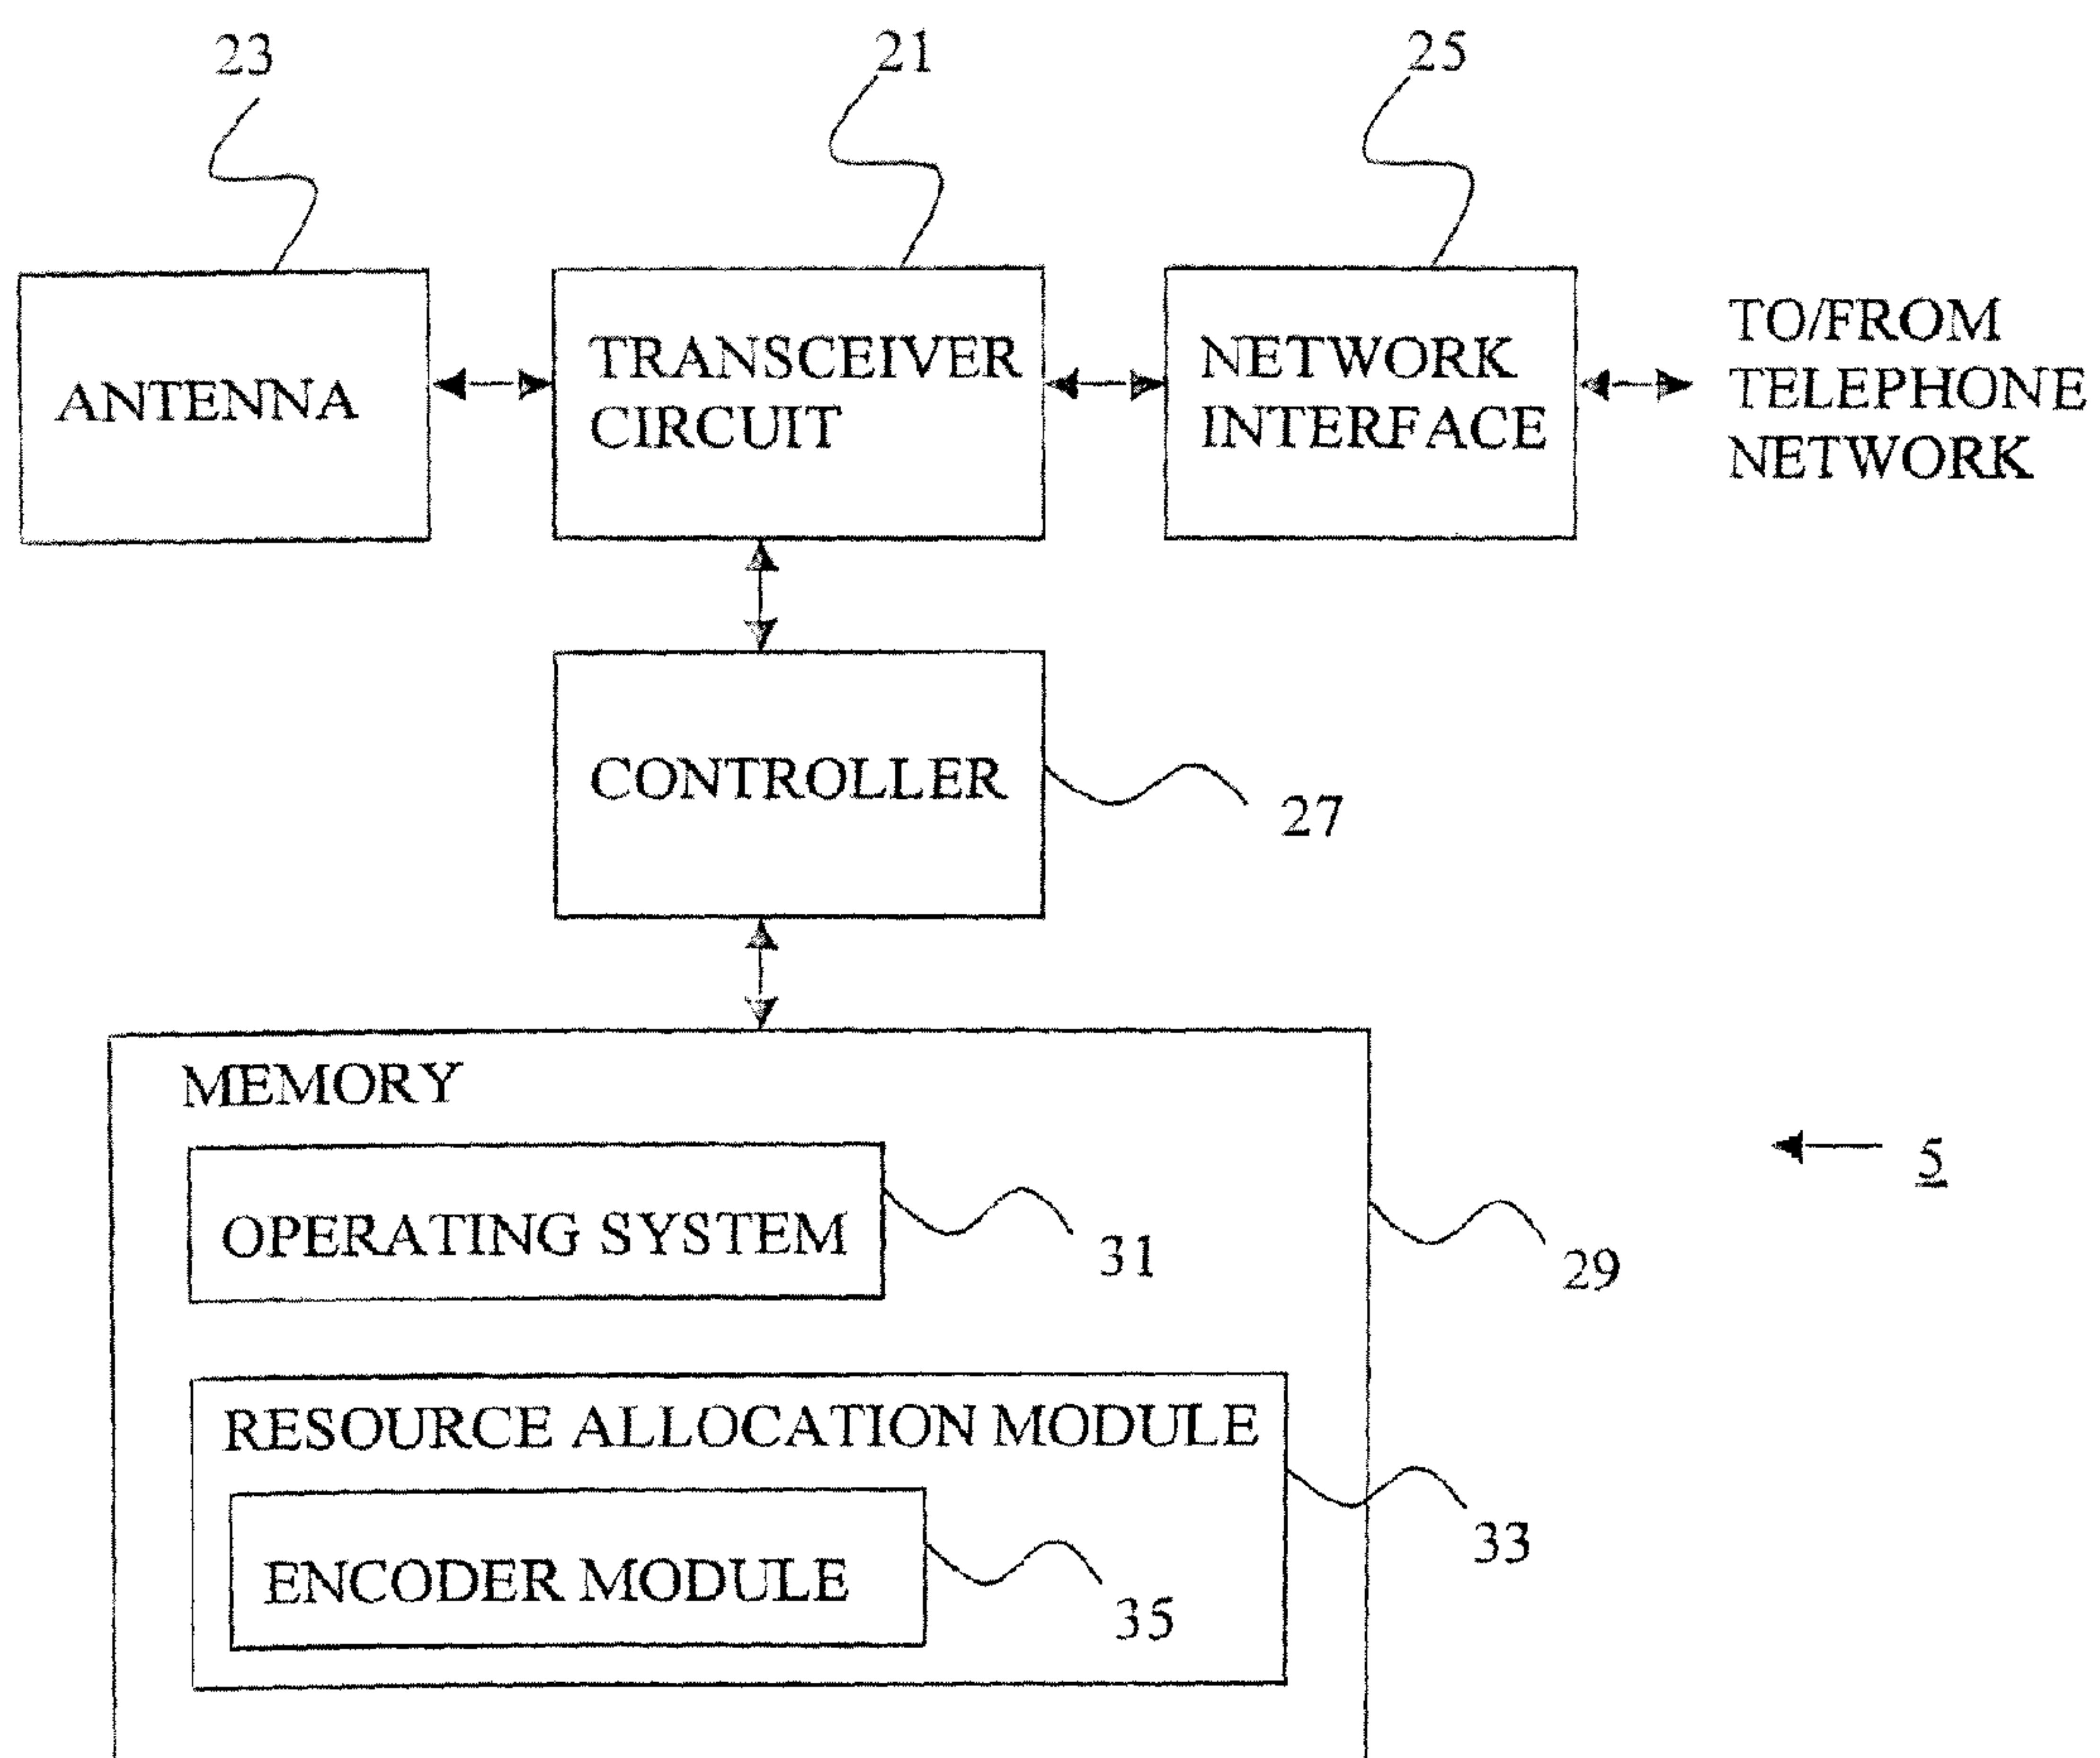 23
21
25
ANTENNA
TRANSCEIVER
CIRCUIT
NETWORK
INTERFACE
TO/FROM
TELEPHONE
NETWORK
CONTROLLER
27
MEMORY
OPERATING SYSTEM
31
29
5
RESOURCE ALLOCATION MODULE
33
ENCODER MODULE
35